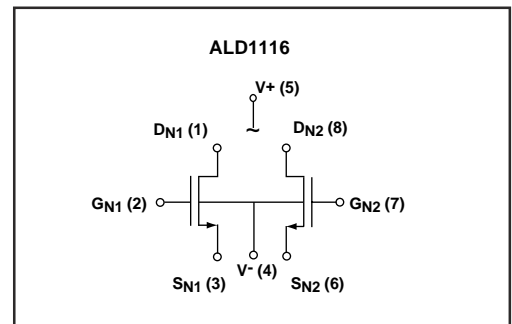 ALD1116
V+ (5)
~
DN1 (1)
DN2 (8)
GN1 (2)
GN2 (7)
V- (4)
SN1 (3)
SN2 (6)